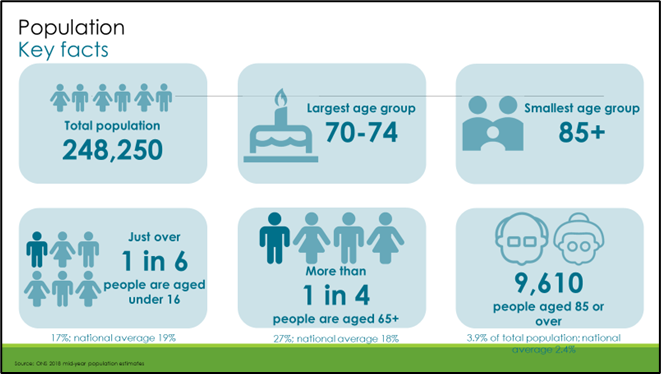 Population
Key facts
Total population
248,250
Largest age group
70-74
Smallest age group
85+
Just over
1 in 6
people are aged
under 16
17%; national average 19%
More than
1 in 4
people are aged 65+
27%; national average 18%
9,610
people aged 85 or
over
3.9% of total population; national
average 2.4%
Source: ONS 2018 mid-year population estimates